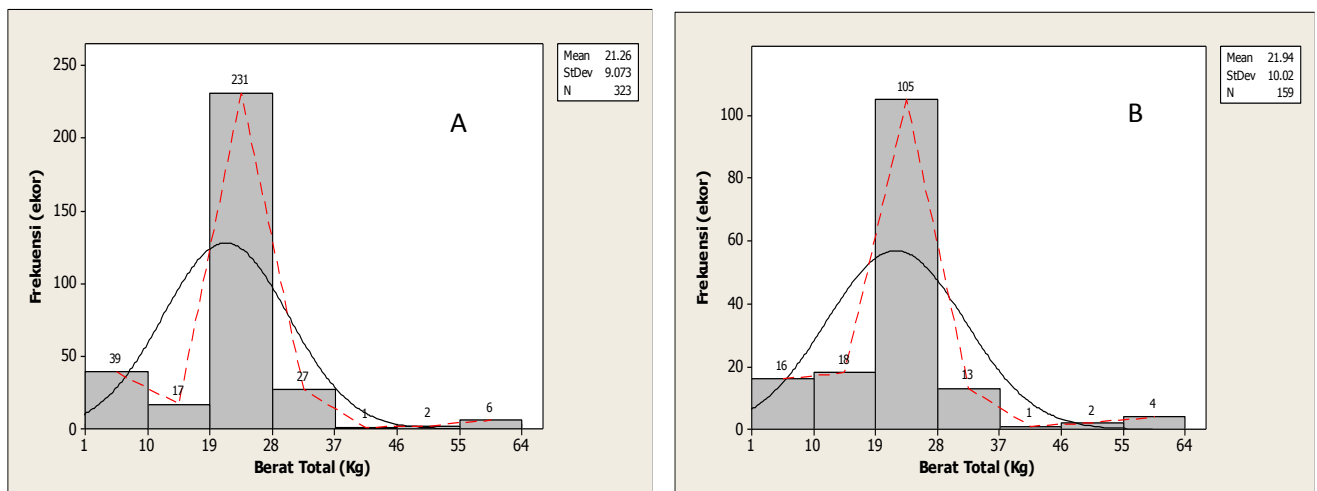 Mean 21.26
StDev 9.073
N 323
A
Frekuensi (ekor)
250
200
150
100
50
0
39
17
231
27
1
2
6
1 10 19 28 37 46 55 64
Berat Total (Kg)
Mean 21.94
StDev 10.02
N 159
B
Frekuensi (ekor)
100
80
60
40
20
0
16
18
105
13
1
2
4
1 10 19 28 37 46 55 64
Berat Total (Kg)